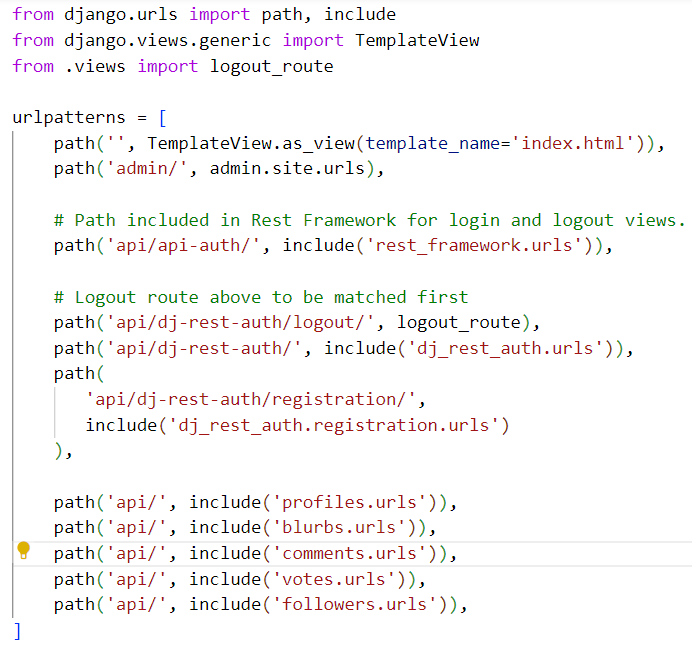 from django.urls import path, include
from django.views.generic import TemplateView
from .views import logout_route

urlpatterns = [
    path('', TemplateView.as_view(template_name='index.html')),
    path('admin/', admin.site.urls),

    # Path included in Rest Framework for login and logout views.
    path('api/api-auth/', include('rest_framework.urls')),

    # Logout route above to be matched first
    path('api/dj-rest-auth/logout/', logout_route),
    path('api/dj-rest-auth/', include('dj_rest_auth.urls')),
    path(
       'api/dj-rest-auth/registration/',
       include('dj_rest_auth.registration.urls')
    ),

    path('api/', include('profiles.urls')),
    path('api/', include('blurbs.urls')),
    path('api/', include('comments.urls')),
    path('api/', include('votes.urls')),
    path('api/', include('followers.urls')),
]